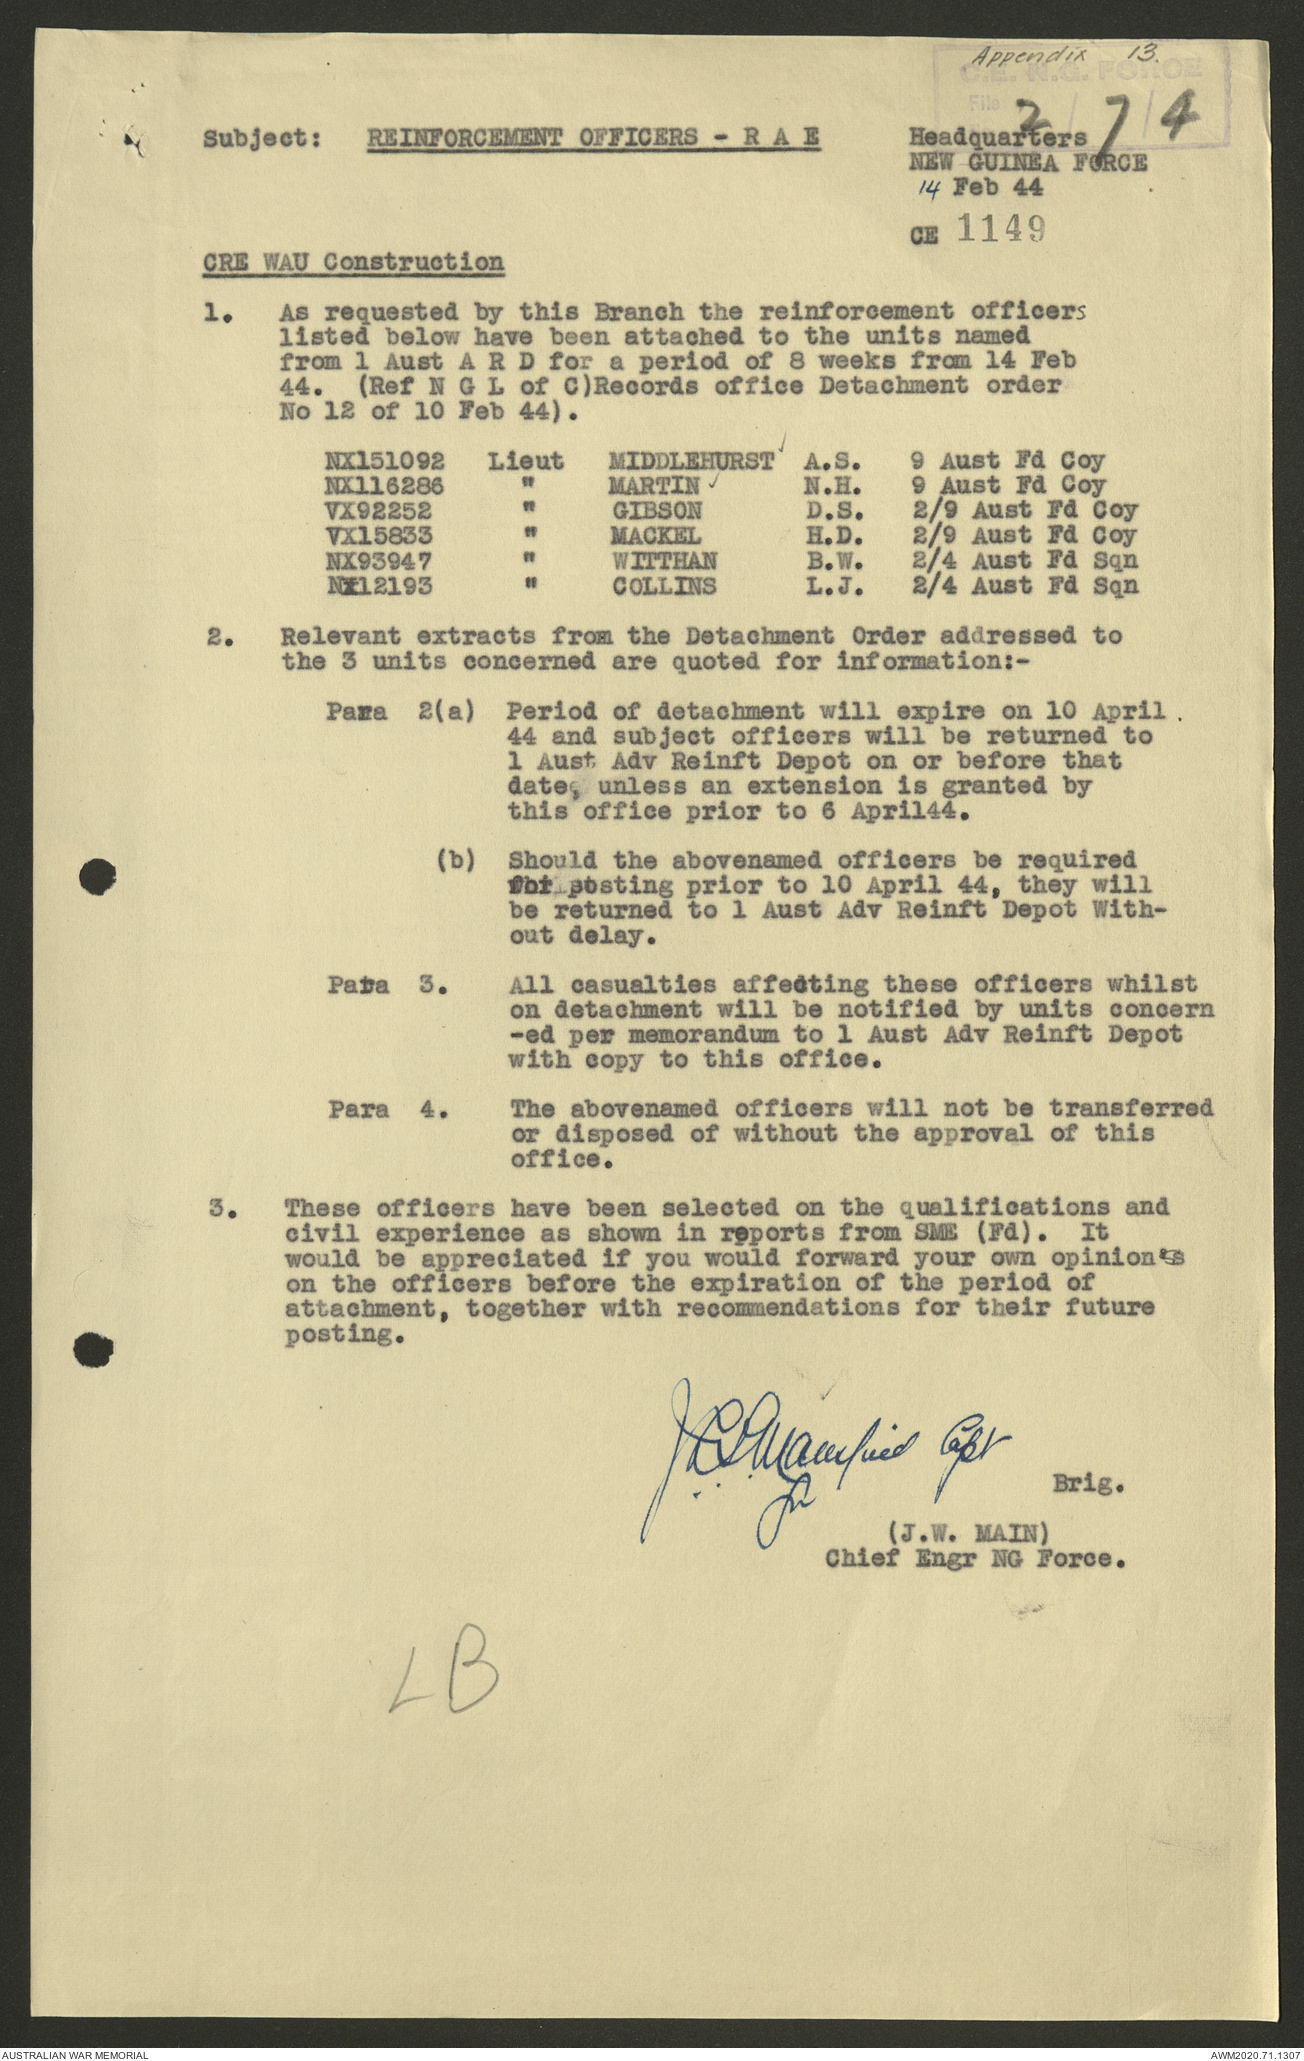 Appendix 13.
C.E. N.G. FORCE
File 2/7/4
Subject: REINFORCEMENT OFFICERS - R A E
Headquarters
NEW GUINEA FORCE
14 Feb 44
CE 1149
CRE WAU Construction
1. As requested by this Branch the reinforcement officers
listed below have been attached to the units named
from 1 Aust A R D for a period of 8 weeks from 14 Feb
44. (Ref N G L of C)Records office Detachment order
No 12 of 10 Feb 44).
NX151092 Lieut MIDDLEHURST A.S. 9 Aust Fd Coy
NX116286 " MARTIN N.H. 9 Aust Fd Coy
VX92252 " GIBSON D.S. 2/9 Aust Fd Coy
VX15833 " MACKEL H.D. 2/9 Aust Fd Coy
NX93947 " WITTHAN B.W. 2/4 Aust Fd Sqn
NX12193 " COLLINS L.J. 2/4 Aust Fd Sqn
2. Relevant extracts from the Detachment Order addressed to
the 3 units concerned are quoted for information:-
Para 2(a) Period of detachment will expire on 10 April
44 and subject officers will be returned to
1 Aust Adv Reinft Depot on or before that
date, unless an extension is granted by
this office prior to 6 April44.
(b) Should the abovenamed officers be required
for posting prior to 10 April 44, they will
be returned to 1 Aust Adv Reinft Depot With-
out delay.
Para 3. All casualties affecting these officers whilst
on detachment will be notified by units concern
-ed per memorandum to 1 Aust Adv Reinft Depot
with copy to this office.
Para 4. The abovenamed officers will not be transferred
or disposed of without the approval of this
office.
3. These officers have been selected on the qualifications and
civil experience as shown in reports from SME (Fd). It
would be appreciated if you would forward your own opinions
on the officers before the expiration of the period of
attachment, together with recommendations for their future
posting.
Mansfield Capt
for
Brig.
(J.W. MAIN)
Chief Engr NG Force.
LB
AUSTRALIAN WAR MEMORIAL
AWM2020.71.1307